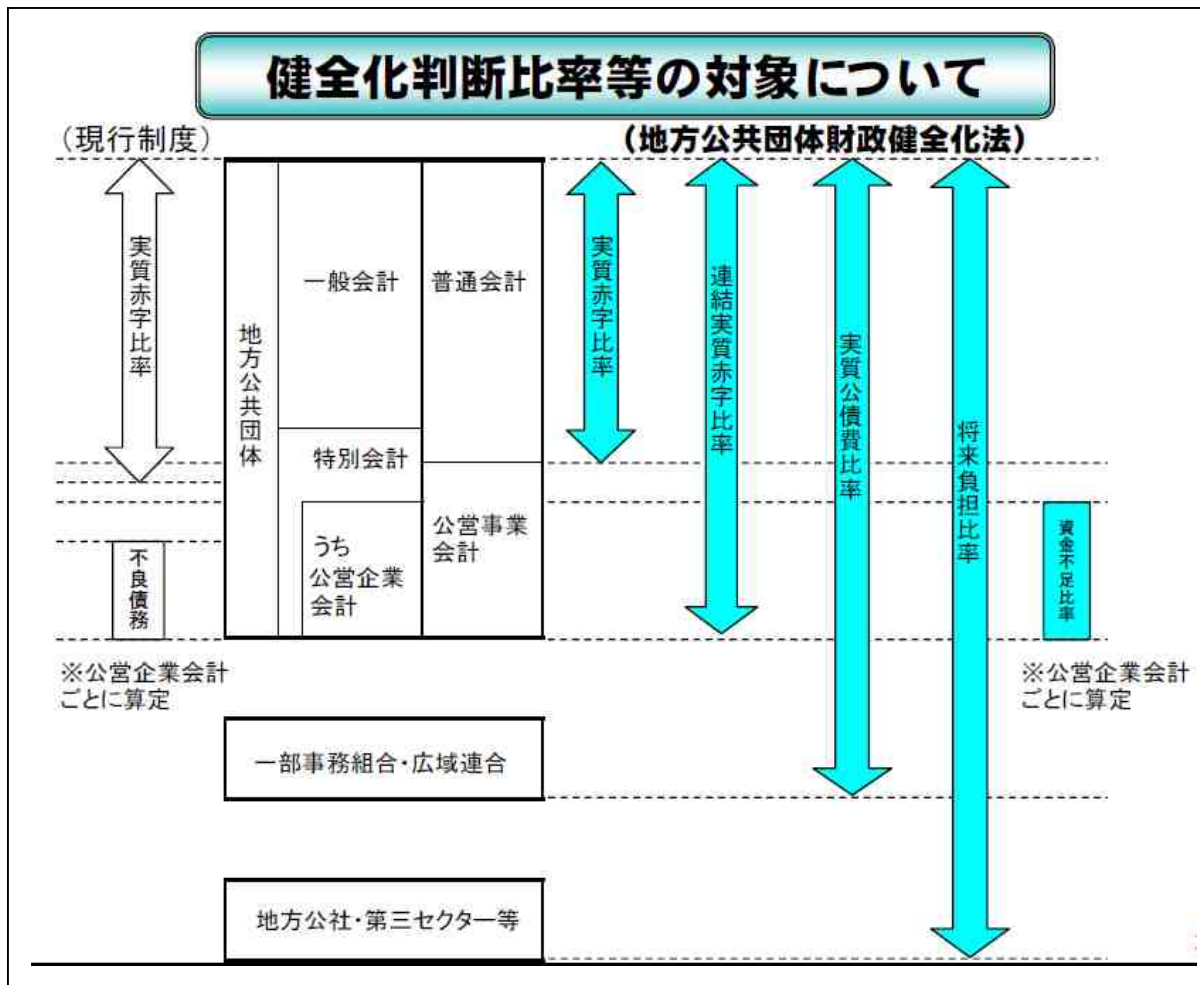 健全化判断比率等の対象について
(現行制度)
(地方公共団体財政健全化法)
実質赤字比率
不良債務
※公営企業会計
ごとに算定
地方公共団体
一般会計
普通会計
特別会計
うち
公営企業
会計
公営事業
会計
実質赤字比率
連結実質赤字比率
実質公債費比率
将来負担比率
資金不足比率
※公営企業会計
ごとに算定
一部事務組合・広域連合
地方公社・第三セクター等